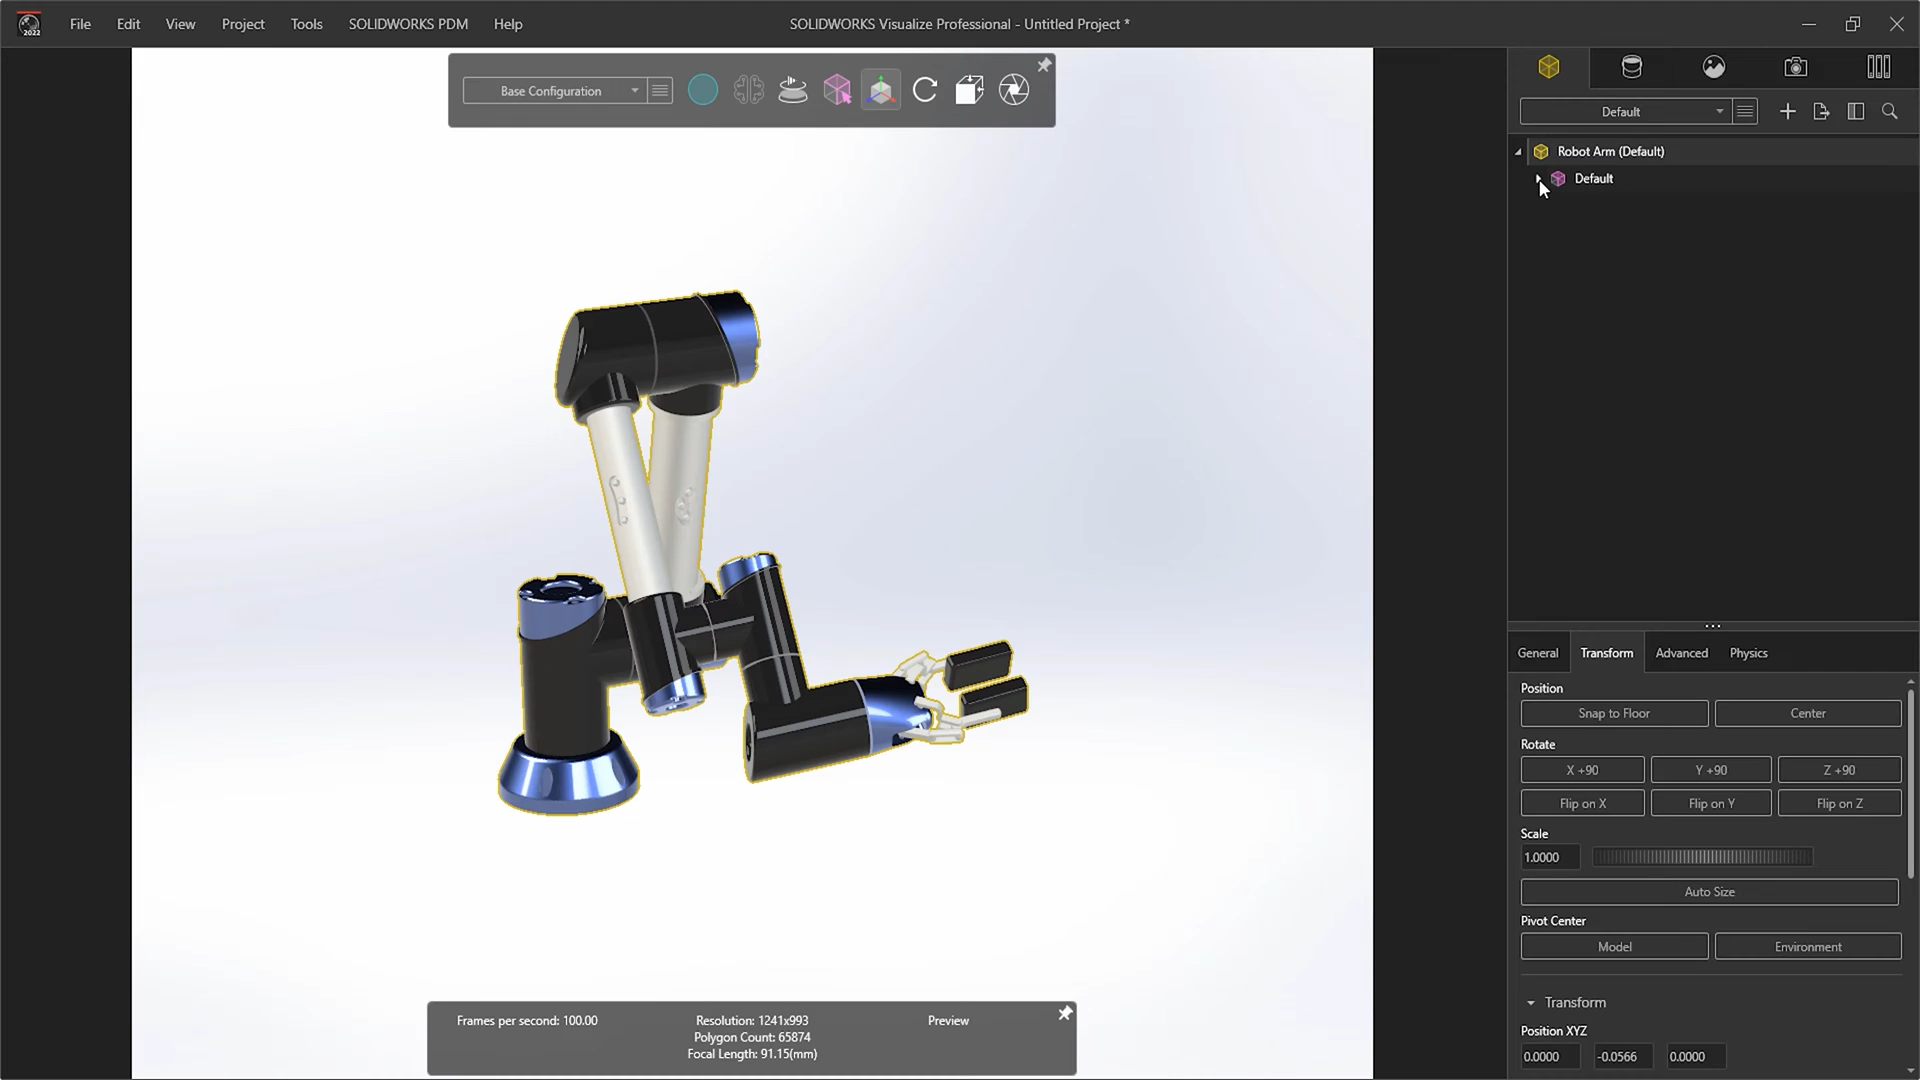 2022
File Edit View Project Tools SOLIDWORKS PDM Help
SOLIDWORKS Visualize Professional - Untitled Project *
Base Configuration
Default
Robot Arm (Default)
Default
General Transform Advanced Physics
Position
Snap to Floor Center
Rotate
X +90 Y +90 Z +90
Flip on X Flip on Y Flip on Z
Scale
1.0000
Auto Size
Pivot Center
Model Environment
Transform
Position XYZ
0.0000 -0.0566 0.0000
Frames per second: 100.00
Resolution: 1241x993
Polygon Count: 65874
Focal Length: 91.15(mm)
Preview